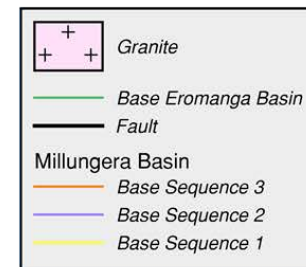 Granite
Base Eromanga Basin
Fault
Millungera Basin
Base Sequence 3
Base Sequence 2
Base Sequence 1